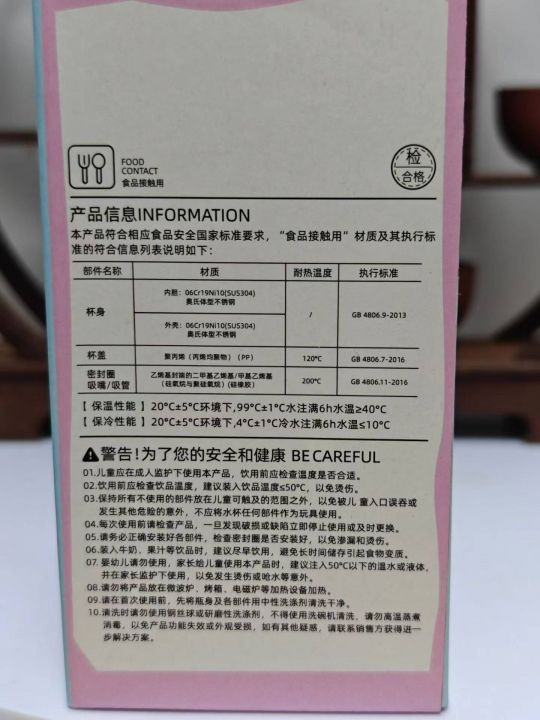 FOOD
CONTACT
食品接触用
检
合格
产品信息INFORMATION
本产品符合相应食品安全国家标准要求，“食品接触用”材质及其执行标
准的符合信息列表说明如下：
部件名称 材质 耐热温度 执行标准
杯身 内胆：06Cr19Ni10(SUS304)
奥氏体型不锈钢 / GB 4806.9-2013
外壳：06Cr19Ni10(SUS304)
奥氏体型不锈钢
杯盖 聚丙烯（丙烯均聚物）（PP） 120°C GB 4806.7-2016
密封圈
吸嘴/吸管 乙烯基封端的二甲基乙烯基/甲基乙烯基
（硅氧烷与聚硅氧烷）（硅橡胶） 200°C GB 4806.11-2016
【 保温性能 】20°C±5°C环境下,99°C±1°C水注满6h水温≥40°C
【 保冷性能 】20°C±5°C环境下,4°C±1°C冷水注满6h水温≤10°C
警告!为了您的安全和健康 BE CAREFUL
01.儿童应在成人监护下使用本产品，饮用前应检查温度是否合适。
02.饮用前应检查饮品温度，建议装入饮品温度≤50°C，以免烫伤。
03.保持所有不使用的部件放在儿童可触及的范围之外，以免被儿童入口误吞或
发生其他危险的意外，不应将水杯任何部件作为玩具使用。
04.每次使用前请检查产品，一旦发现破损或缺陷立即停止使用或及时更换。
05.请务必正确安装好各部件，检查密封圈是否安装好，以免渗漏和烫伤。
06.装入牛奶、果汁等饮品时，建议尽早饮用，避免长时间储存引起食物变质。
07.婴幼儿请勿使用，家长给儿童使用本产品时，建议注入50°C以下的温水或液体，
并在家长监护下使用，以免发生烫伤或呛水等意外。
08.请勿将产品放在微波炉、烤箱、电磁炉等加热设备加热。
09.请在首次使用前，先将瓶身及各部件用中性洗涤剂清洗干净。
10.清洗时请勿使用钢丝球或研磨性洗涤剂，不得使用洗碗机清洗，请勿高温蒸煮
消毒，以免产品功能失效或外观受损，如有其他疑惑，请联系销售方获得进一
步解决方案。